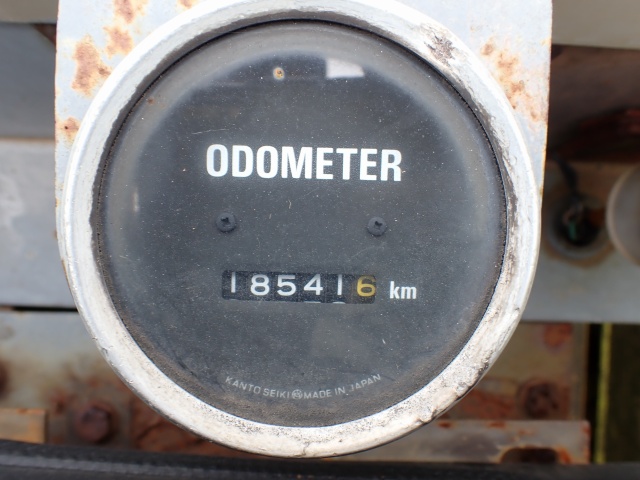 ODOMETER
185416 km
KANTO SEIKI MADE IN JAPAN